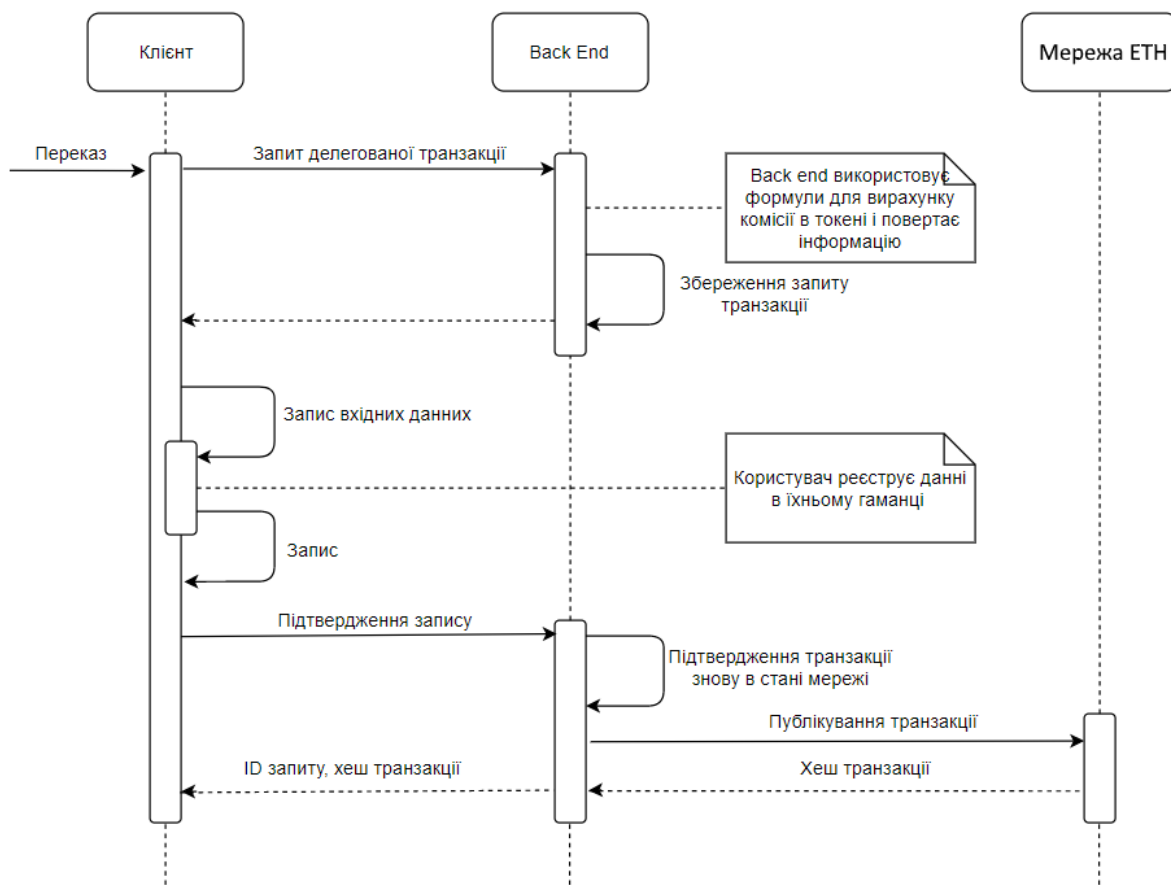 Клієнт
Back End
Мережа ETH
Переказ
Запит делегованої транзакції
Back end використовує
формули для вирахунку
комісії в токені і повертає
інформацію
Збереження запиту
транзакції
Запис вхідних данних
Користувач реєструє данні
в їхньому гаманці
Запис
Підтвердження запису
Підтвердження транзакції
знову в стані мережі
Публікування транзакції
ID запиту, хеш транзакції
Хеш транзакції